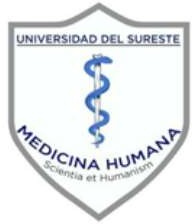 UNIVERSIDAD DEL SURESTE
MEDICINA HUMANA
Scientia et Humanism